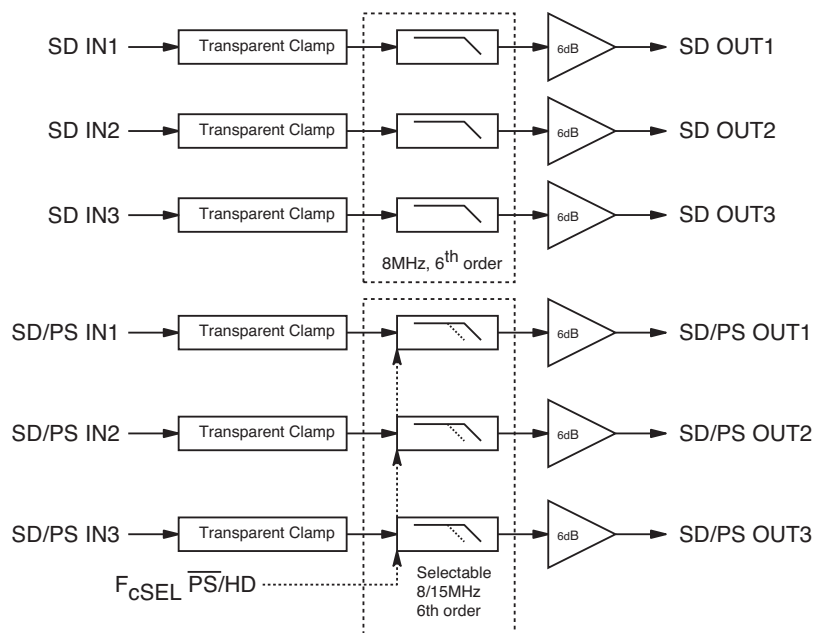 SD IN1 Transparent Clamp 6dB SD OUT1
SD IN2 Transparent Clamp 6dB SD OUT2
SD IN3 Transparent Clamp 6dB SD OUT3
8MHz, 6th order
SD/PS IN1 Transparent Clamp 6dB SD/PS OUT1
SD/PS IN2 Transparent Clamp 6dB SD/PS OUT2
SD/PS IN3 Transparent Clamp 6dB SD/PS OUT3
FcSEL P̅S̅/HD
Selectable
8/15MHz
6th order